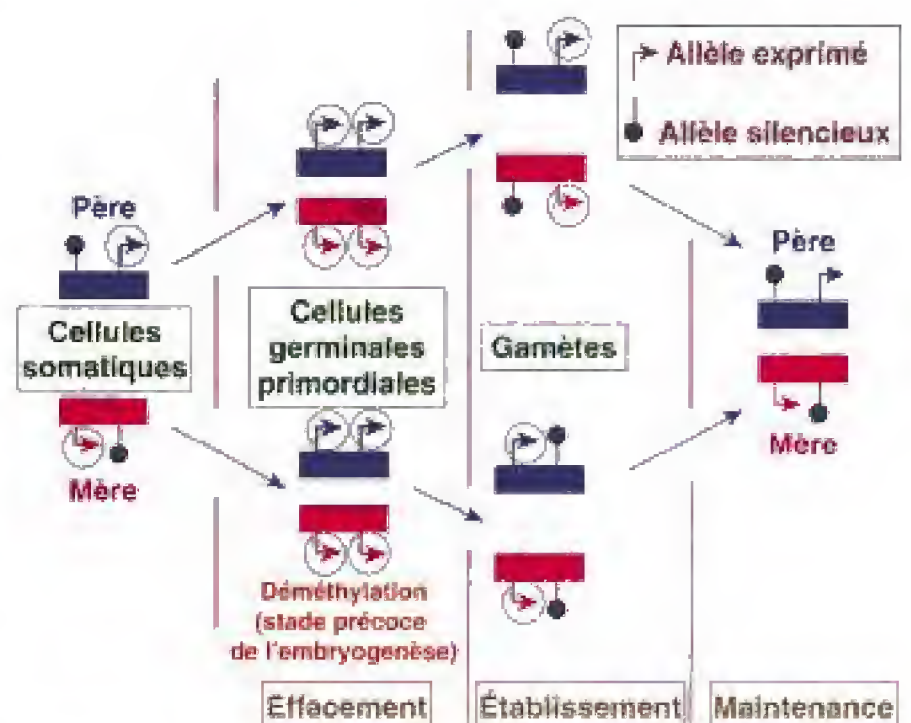 Allèle exprimé
Allèle silencieux
Père
Cellules
somatiques
Mère
Cellules
germinales
primordiales
Déméthylation
(stade précoce
de l'embryogenèse)
Gamètes
Père
Mère
Effacement
Établissement
Maintenance